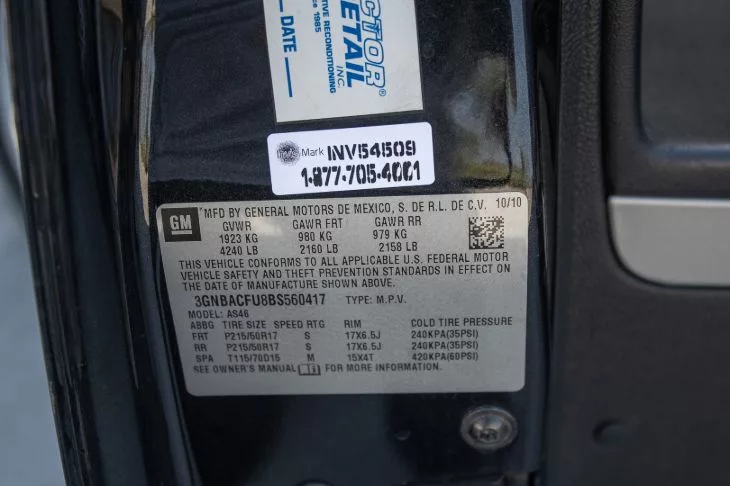 CTOR®
ETAIL
INC.
TIVE RECONDITIONING
ce 1985
DATE
Mark INV54509
1-877-705-4001
GM MFD BY GENERAL MOTORS DE MEXICO, S. DE R.L. DE C.V. 10/10
GVWR GAWR FRT GAWR RR
1923 KG 980 KG 979 KG
4240 LB 2160 LB 2158 LB
THIS VEHICLE CONFORMS TO ALL APPLICABLE U.S. FEDERAL MOTOR
VEHICLE SAFETY AND THEFT PREVENTION STANDARDS IN EFFECT ON
THE DATE OF MANUFACTURE SHOWN ABOVE.
3GNBACFU8BS560417 TYPE: M.P.V.
MODEL: AS46
ABBG TIRE SIZE SPEED RTG RIM COLD TIRE PRESSURE
FRT P215/50R17 S 17X6.5J 240KPA(35PSI)
RR P215/50R17 S 17X6.5J 240KPA(35PSI)
SPA T115/70D15 M 15X4T 420KPA(60PSI)
SEE OWNER'S MANUAL FOR MORE INFORMATION